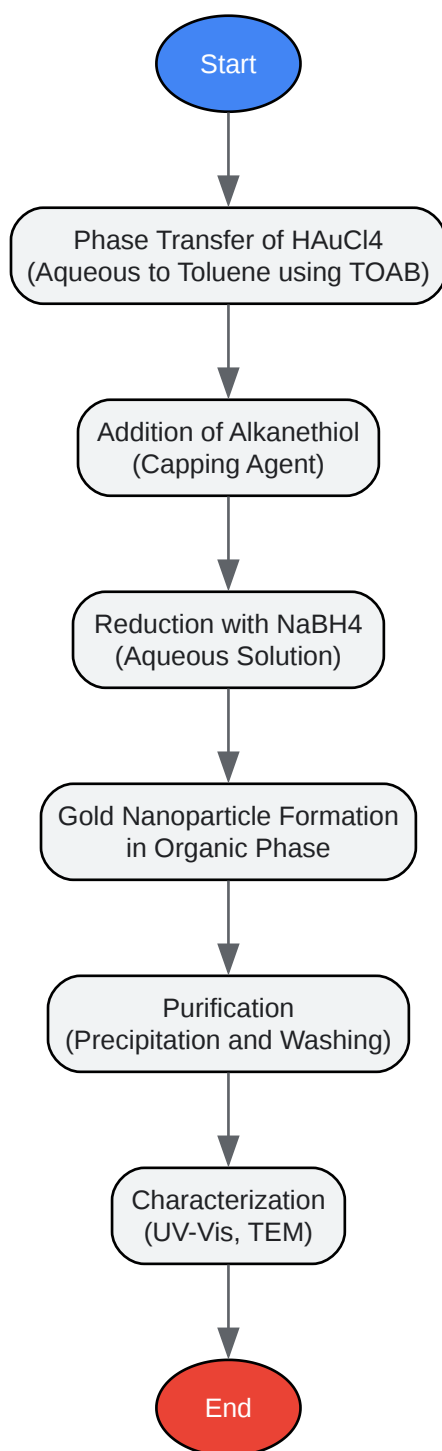 Start
Phase Transfer of HAuCl4
(Aqueous to Toluene using TOAB)
Addition of Alkanethiol
(Capping Agent)
Reduction with NaBH4
(Aqueous Solution)
Gold Nanoparticle Formation
in Organic Phase
Purification
(Precipitation and Washing)
Characterization
(UV-Vis, TEM)
End